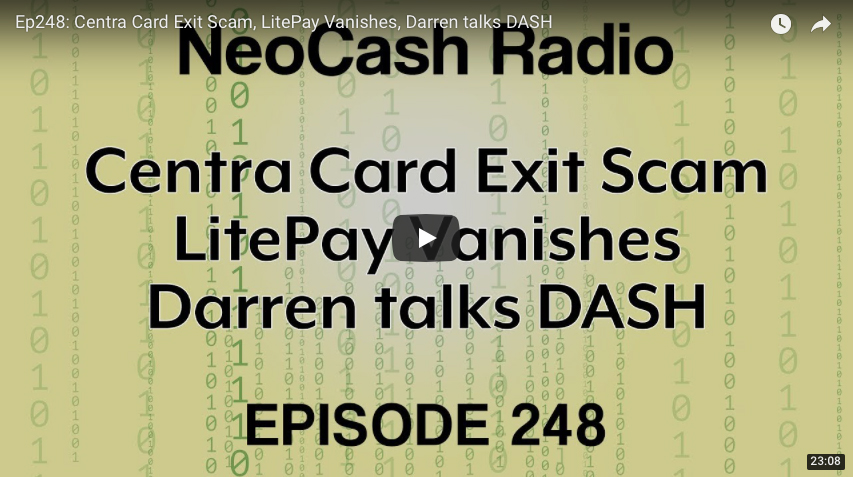 Ep248: Centra Card Exit Scam, LitePay Vanishes, Darren talks DASH
NeoCash Radio
Centra Card Exit Scam
LitePay Vanishes
Darren talks DASH
EPISODE 248
23:08